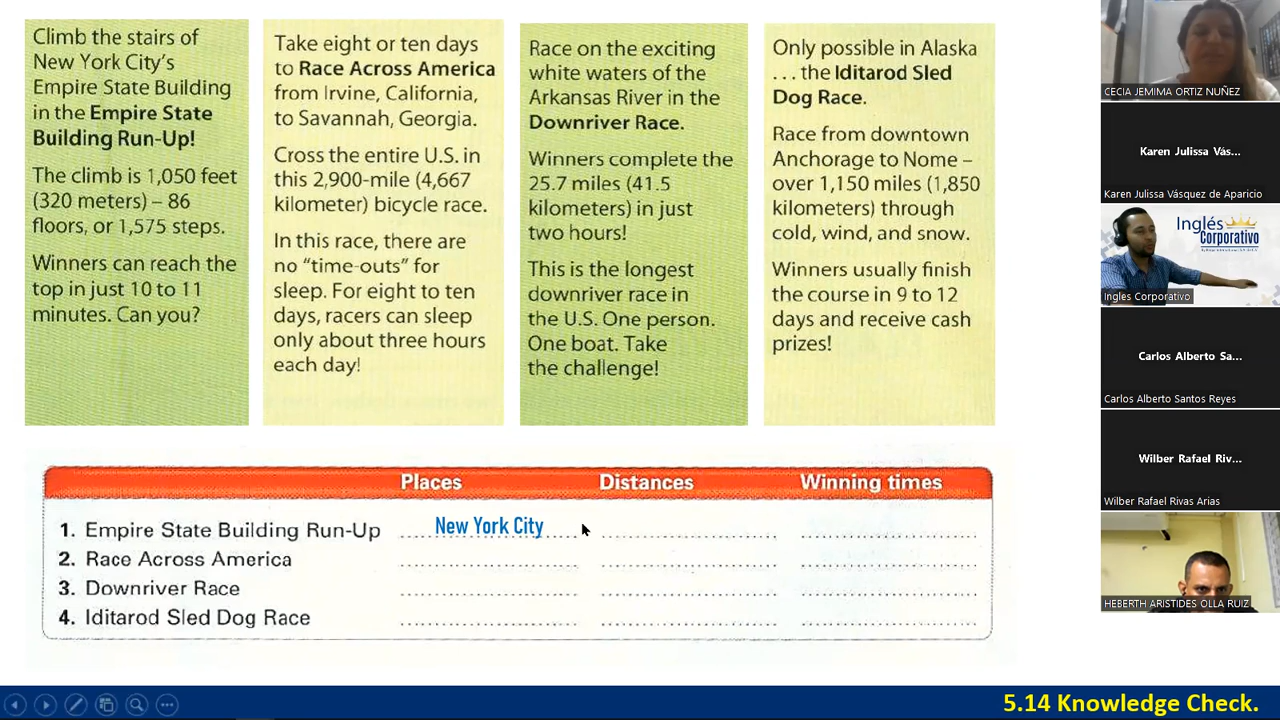 Climb the stairs of
New York City's
Empire State Building
in the Empire State
Building Run-Up!
The climb is 1,050 feet
(320 meters) – 86
floors, or 1,575 steps.
Winners can reach the
top in just 10 to 11
minutes. Can you?
Take eight or ten days
to Race Across America
from Irvine, California,
to Savannah, Georgia.
Cross the entire U.S. in
this 2,900-mile (4,667
kilometer) bicycle race.
In this race, there are
no "time-outs" for
sleep. For eight to ten
days, racers can sleep
only about three hours
each day!
Race on the exciting
white waters of the
Arkansas River in the
Downriver Race.
Winners complete the
25.7 miles (41.5
kilometers) in just
two hours!
This is the longest
downriver race in
the U.S. One person.
One boat. Take
the challenge!
Only possible in Alaska
... the Iditarod Sled
Dog Race.
Race from downtown
Anchorage to Nome –
over 1,150 miles (1,850
kilometers) through
cold, wind, and snow.
Winners usually finish
the course in 9 to 12
days and receive cash
prizes!
Places Distances Winning times
1. Empire State Building Run-Up New York City
2. Race Across America
3. Downriver Race
4. Iditarod Sled Dog Race
5.14 Knowledge Check.
CECIA JEMIMA ORTIZ NUÑEZ
Karen Julissa Vás...
Karen Julissa Vásquez de Aparicio
Inglés
Corporativo
Ingles Corporativo
Carlos Alberto Sa...
Carlos Alberto Santos Reyes
Wilber Rafael Riv...
Wilber Rafael Rivas Arias
HEBERTH ARISTIDES OLLA RUIZ